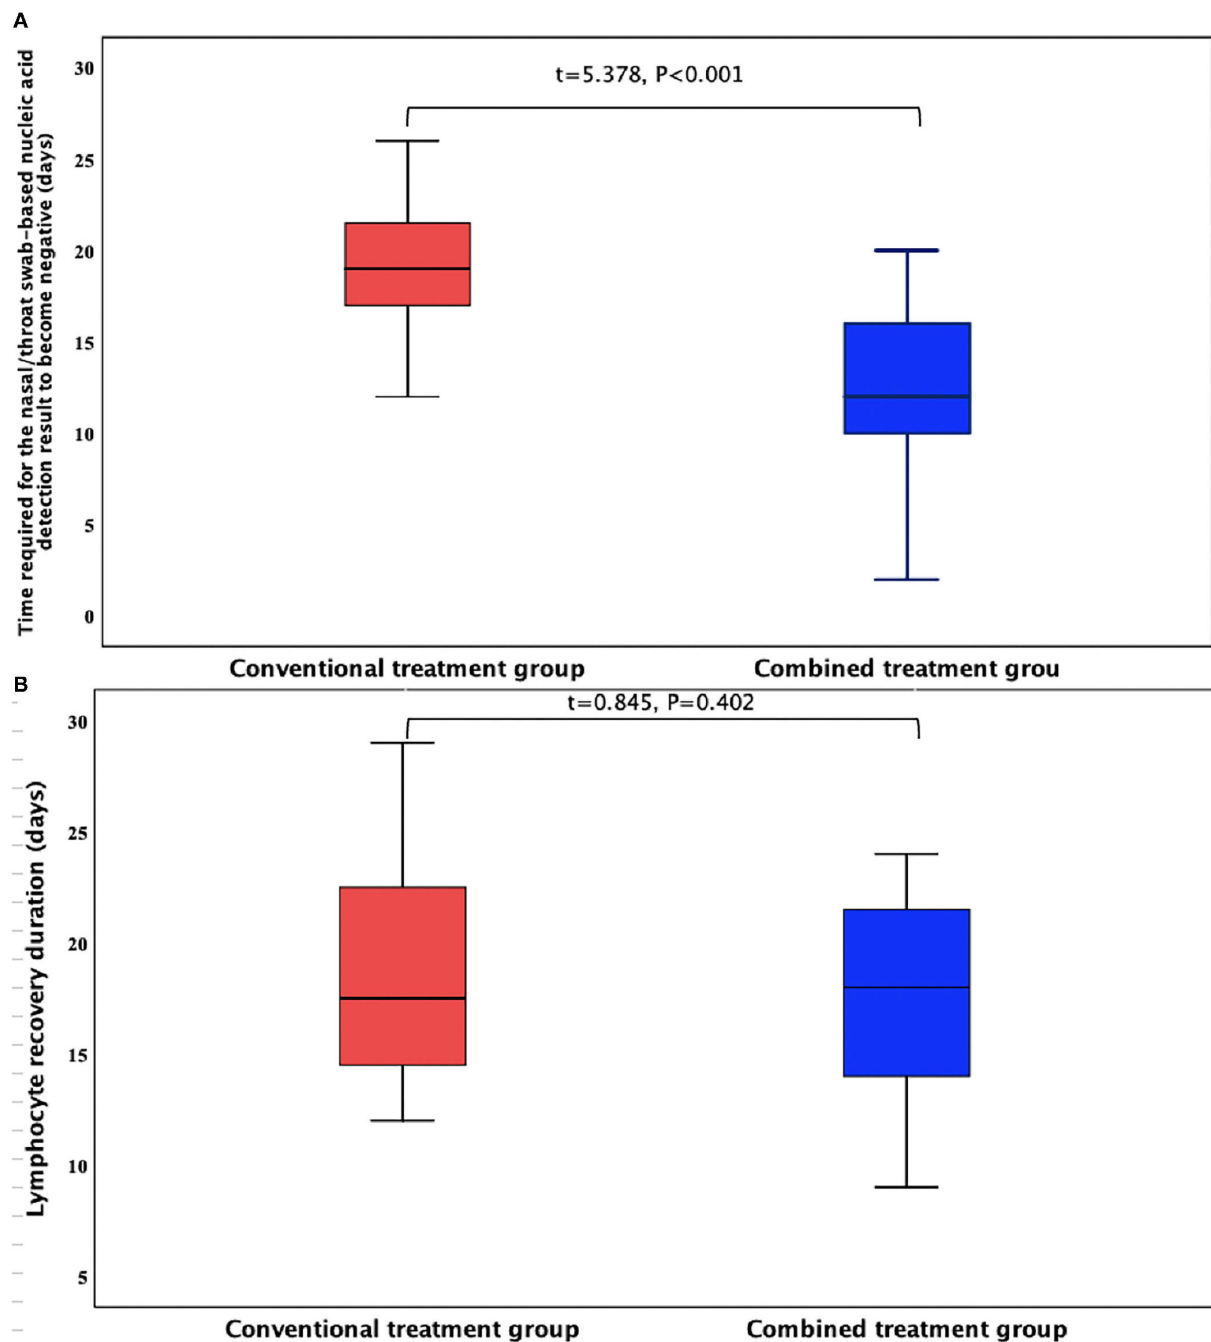 A
Time required for the nasal/throat swab-based nucleic acid
detection result to become negative (days)
30
25
20
15
10
5
0
t=5.378, P<0.001
Conventional treatment group
Combined treatment grou
B
Lymphocyte recovery duration (days)
30
25
20
15
10
5
t=0.845, P=0.402
Conventional treatment group
Combined treatment group